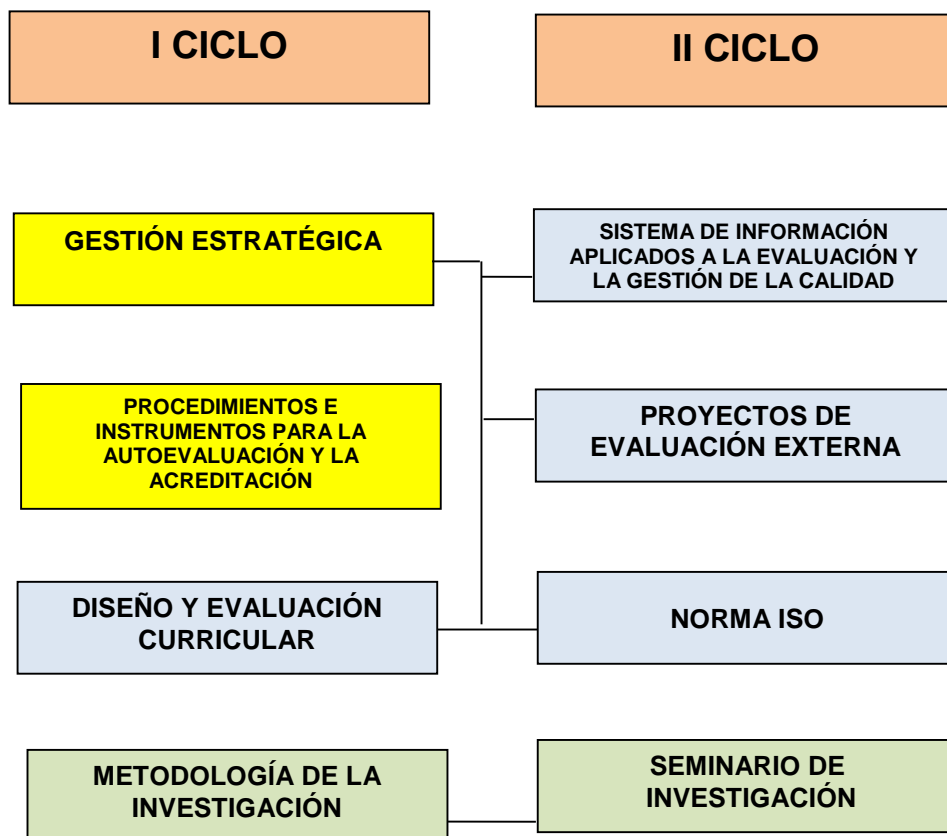 I CICLO
II CICLO
GESTIÓN ESTRATÉGICA
SISTEMA DE INFORMACIÓN
APLICADOS A LA EVALUACIÓN Y
LA GESTIÓN DE LA CALIDAD
PROCEDIMIENTOS E
INSTRUMENTOS PARA LA
AUTOEVALUACIÓN Y LA
ACREDITACIÓN
PROYECTOS DE
EVALUACIÓN EXTERNA
DISEÑO Y EVALUACIÓN
CURRICULAR
NORMA ISO
METODOLOGÍA DE LA
INVESTIGACIÓN
SEMINARIO DE
INVESTIGACIÓN